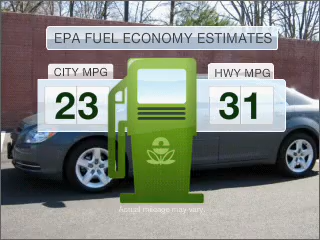 EPA FUEL ECONOMY ESTIMATES
CITY MPG
HWY MPG
23
31
Actual mileage may vary.